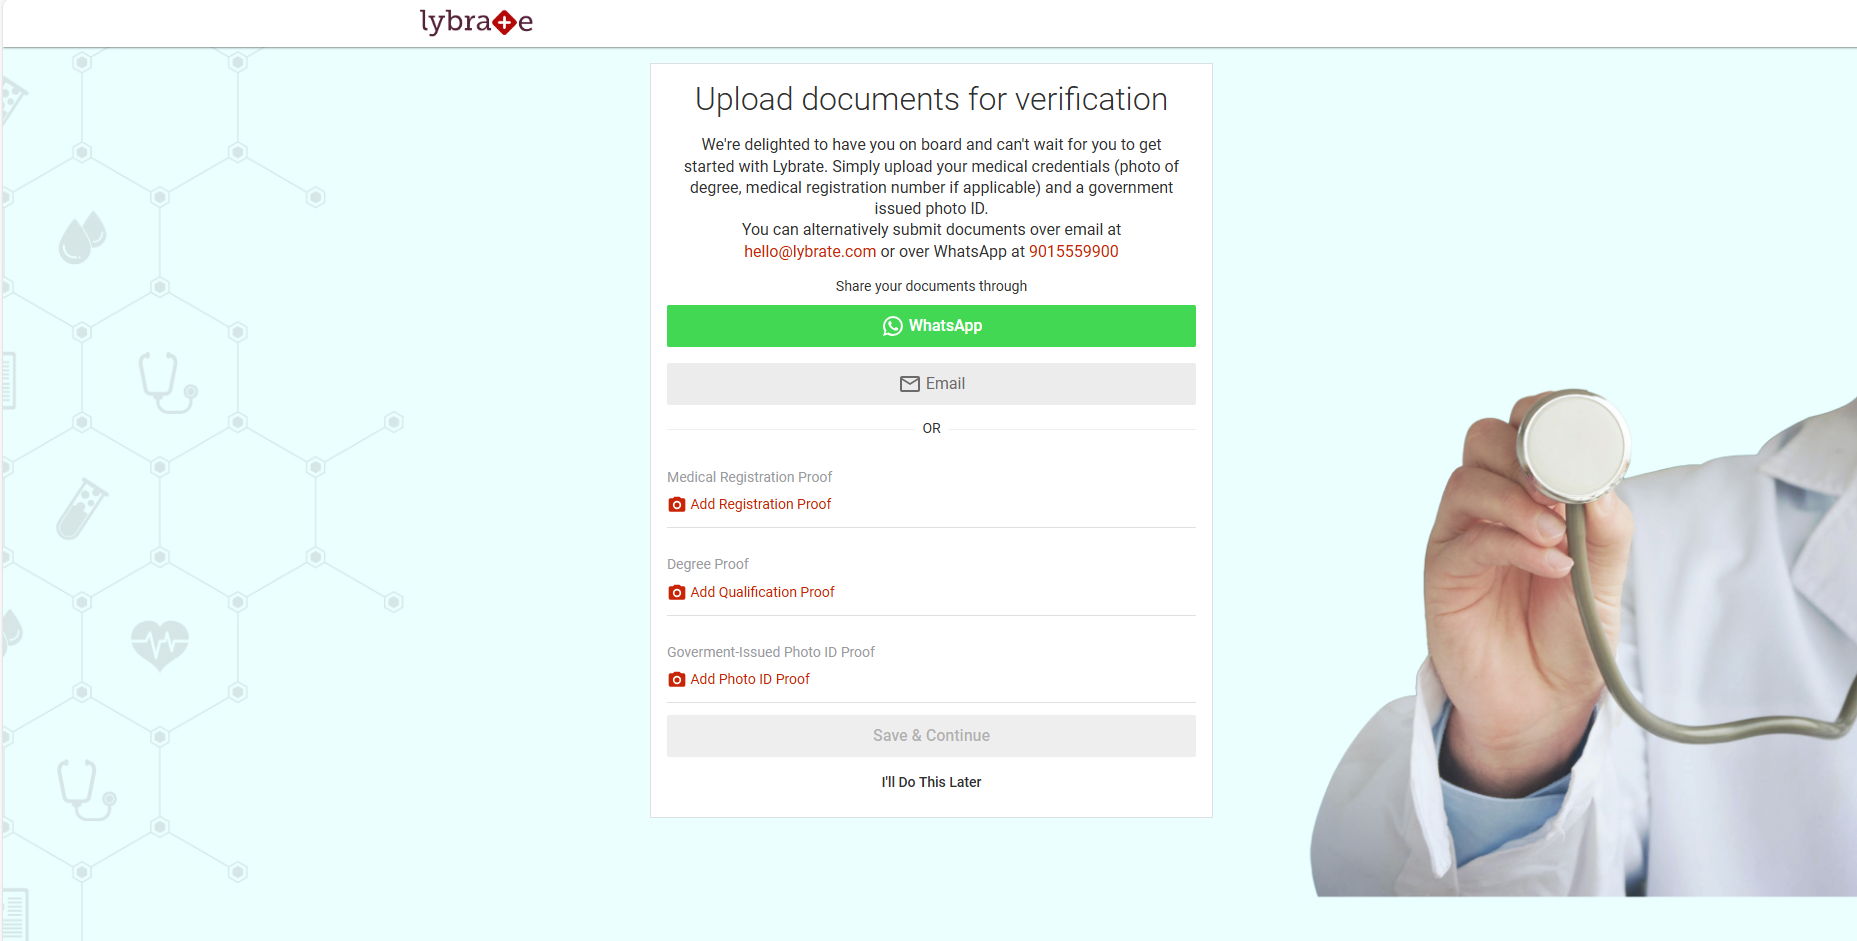 lybrate
Upload documents for verification
We're delighted to have you on board and can't wait for you to get
started with Lybrate. Simply upload your medical credentials (photo of
degree, medical registration number if applicable) and a government
issued photo ID.
You can alternatively submit documents over email at
hello@lybrate.com or over WhatsApp at 9015559900
Share your documents through
WhatsApp
Email
OR
Medical Registration Proof
Add Registration Proof
Degree Proof
Add Qualification Proof
Goverment-Issued Photo ID Proof
Add Photo ID Proof
Save & Continue
I'll Do This Later